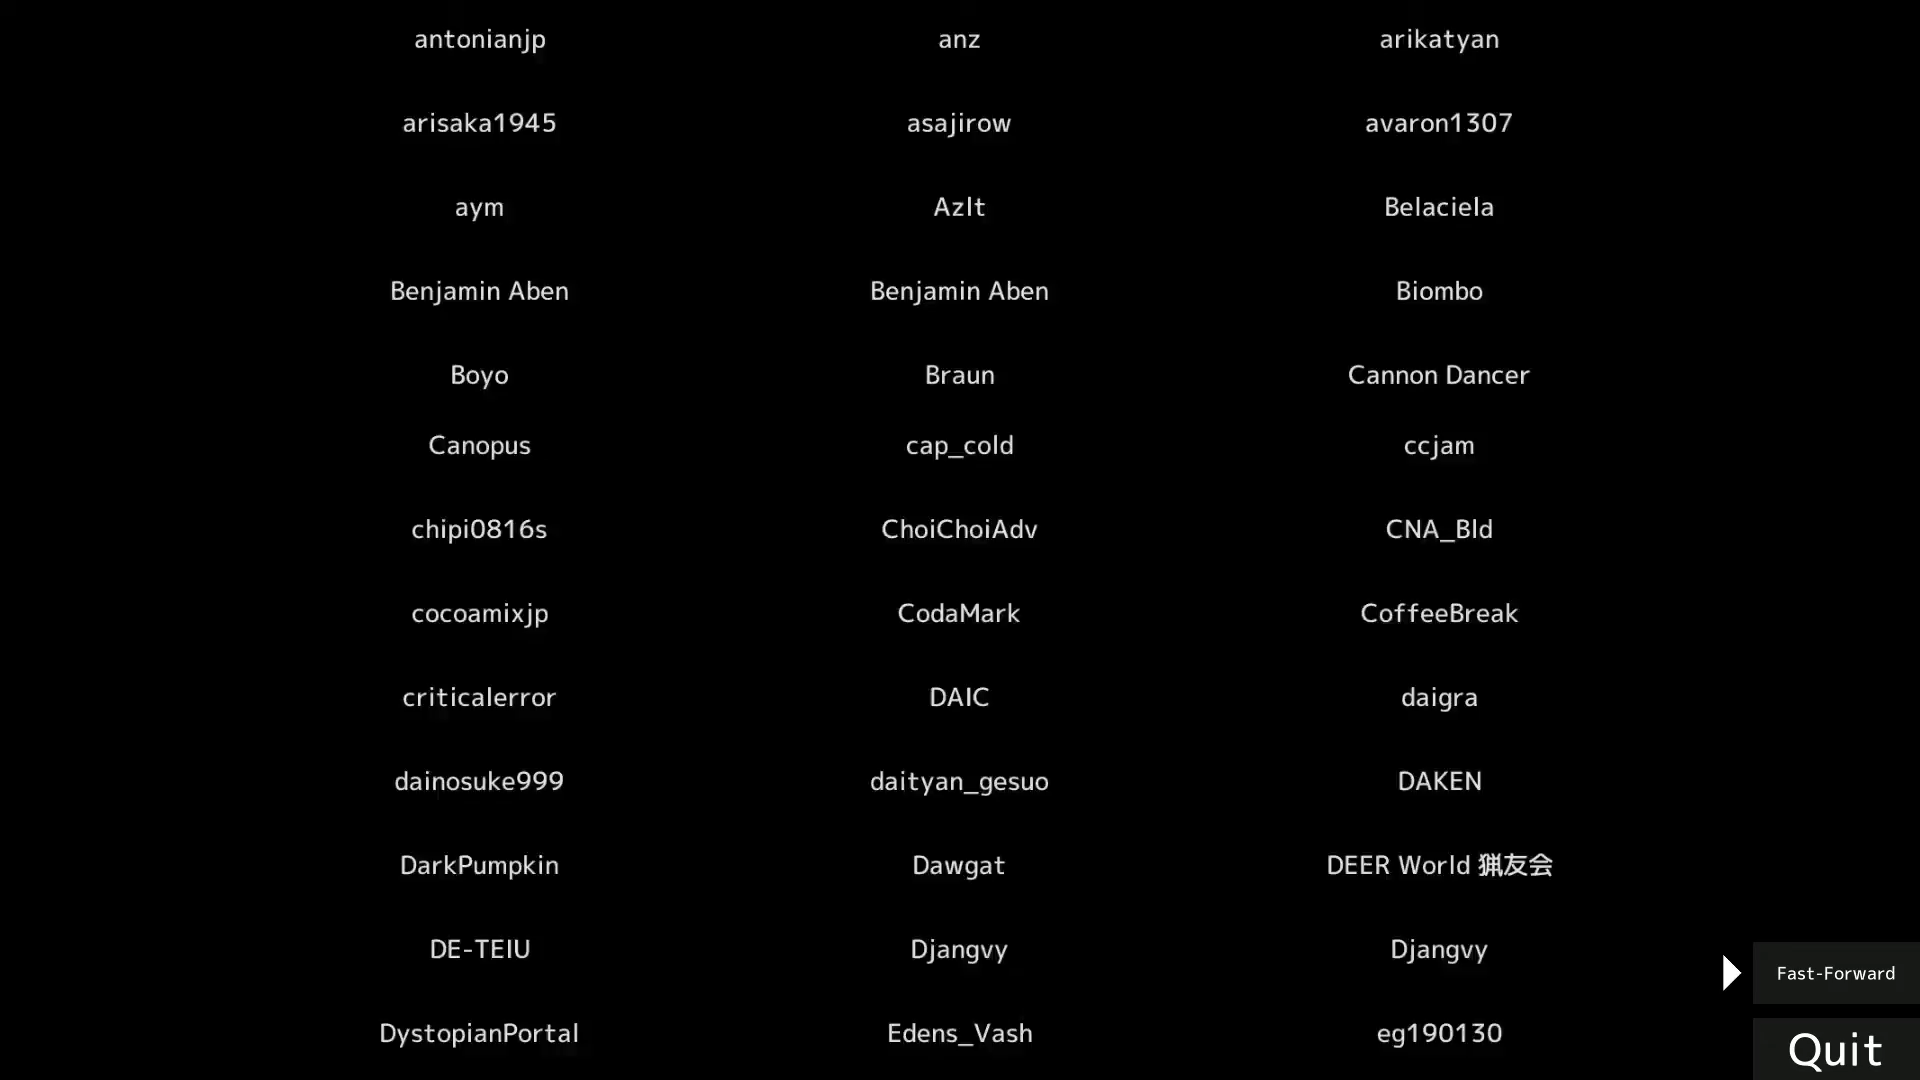 antonianjp anz arikatyan
arisaka1945 asajirow avaron1307
aym Azlt Belaciela
Benjamin Aben Benjamin Aben Biombo
Boyo Braun Cannon Dancer
Canopus cap_cold ccjam
chipi0816s ChoiChoiAdv CNA_Bld
cocoamixjp CodaMark CoffeeBreak
criticalerror DAIC daigra
dainosuke999 daityan_gesuo DAKEN
DarkPumpkin Dawgat DEER World 猟友会
DE-TEIU Djangvy Djangvy
Fast-Forward
DystopianPortal Edens_Vash eg190130
Quit